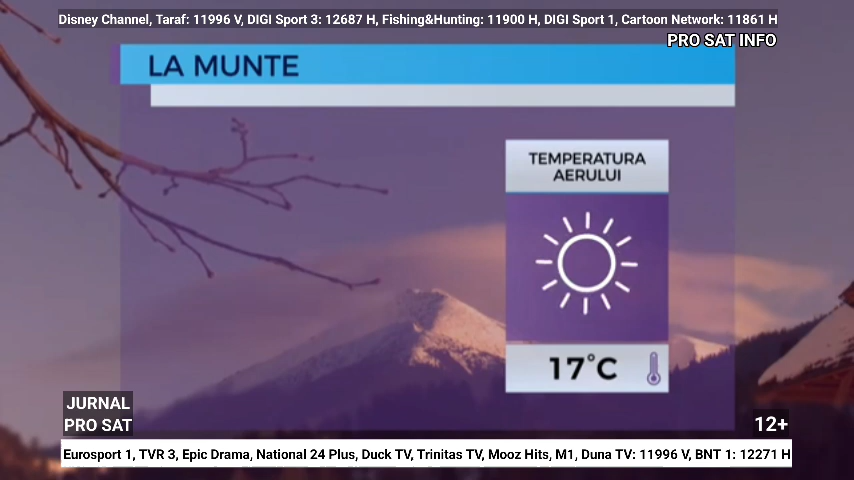 Disney Channel, Taraf: 11996 V, DIGI Sport 3: 12687 H, Fishing&Hunting: 11900 H, DIGI Sport 1, Cartoon Network: 11861 H
PRO SAT INFO
LA MUNTE
TEMPERATURA
AERULUI
17°C
JURNAL
PRO SAT
12+
Eurosport 1, TVR 3, Epic Drama, National 24 Plus, Duck TV, Trinitas TV, Mooz Hits, M1, Duna TV: 11996 V, BNT 1: 12271 H